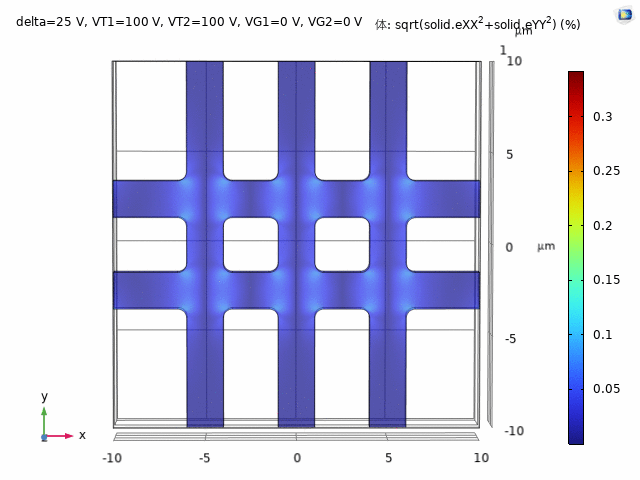 delta=25 V, VT1=100 V, VT2=100 V, VG1=0 V, VG2=0 V 体: sqrt(solid.eXX²+solid.eYY²) (%)
µm
1
10
5
0
µm
-5
-10
-10 -5 0 5 10
y
x
z
0.3
0.25
0.2
0.15
0.1
0.05